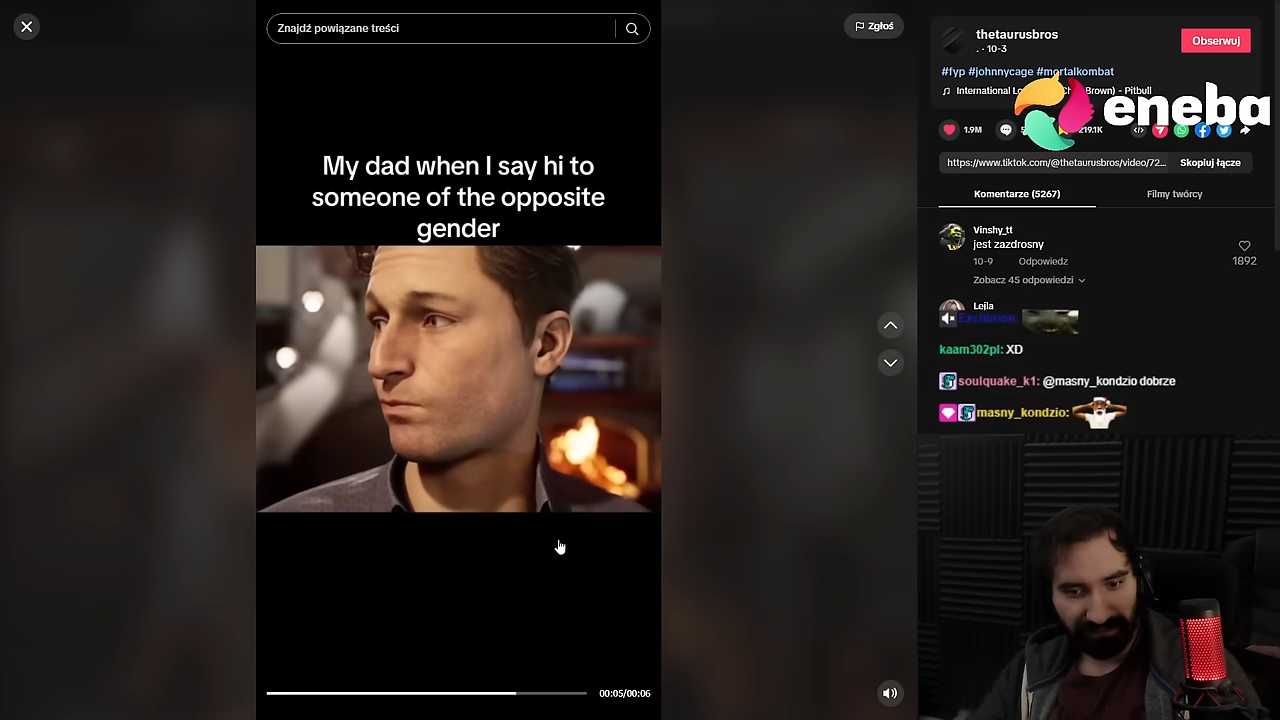 Znajdź powiązane treści
Zgłoś
My dad when I say hi to
someone of the opposite
gender
00:05/00:06
thetaurusbros
. · 10-3
Obserwuj
#fyp #johnnycage #mortalkombat
International Lo Brown) - Pitbull
eneba
1.9M
219.1K
https://www.tiktok.com/@thetaurusbros/video/72...
Skopiuj łącze
Komentarze (5267)
Filmy twórcy
Vinshy_tt
jest zazdrosny
10-9 Odpowiedz
1892
Zobacz 45 odpowiedzi
Lejla
kaam302pl: XD
soulquake_k1: @masny_kondzio dobrze
masny_kondzio: